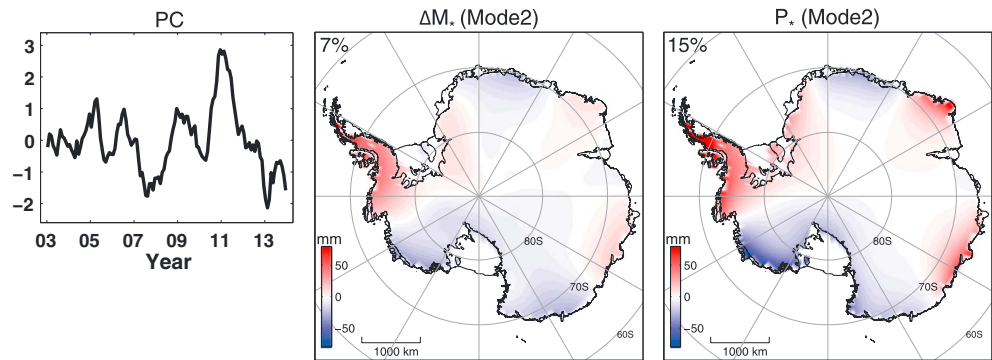 PC
3
2
1
0
−1
−2
03 05 07 09 11 13
Year
ΔM* (Mode2)
7%
80S
70S
60S
mm
50
0
−50
1000 km
P* (Mode2)
15%
80S
70S
60S
mm
50
0
−50
1000 km